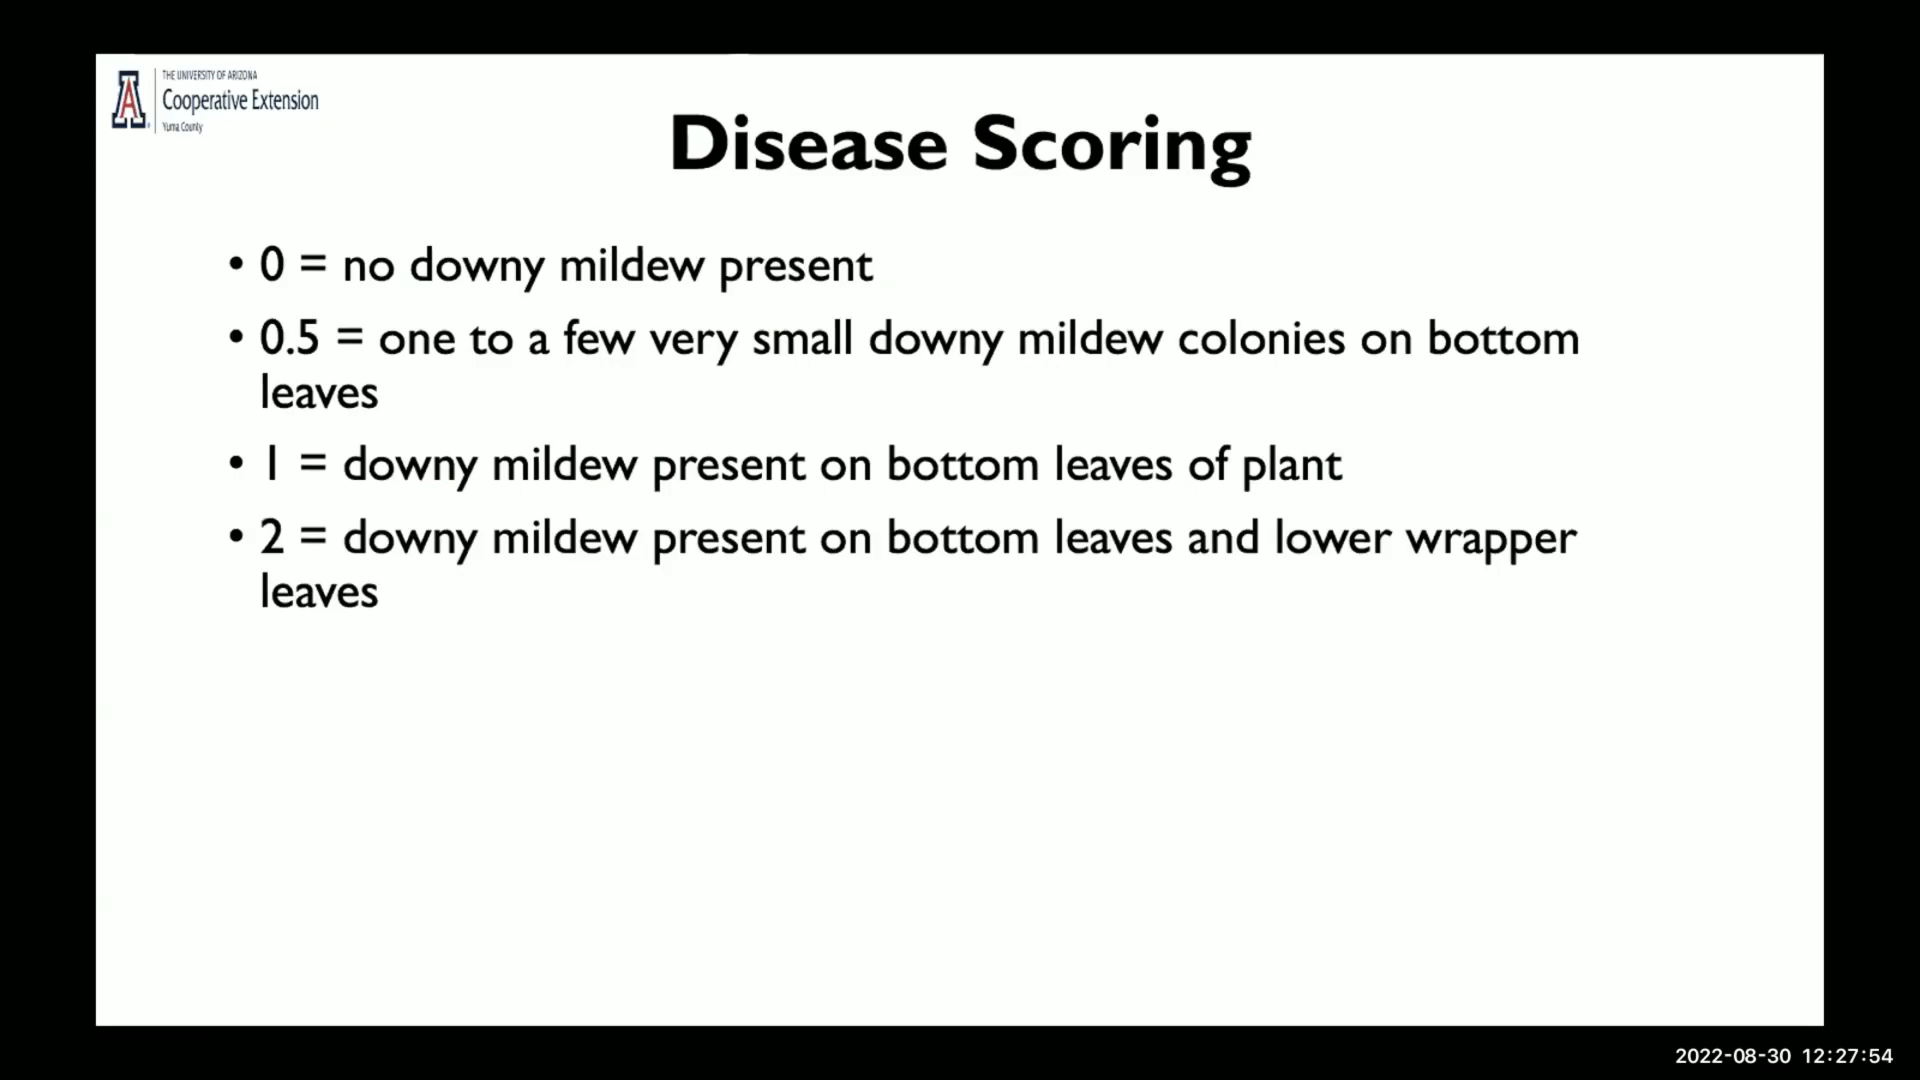 THE UNIVERSITY OF ARIZONA
Cooperative Extension
Yuma County
Disease Scoring
• 0 = no downy mildew present
• 0.5 = one to a few very small downy mildew colonies on bottom
leaves
• 1 = downy mildew present on bottom leaves of plant
• 2 = downy mildew present on bottom leaves and lower wrapper
leaves
2022-08-30 12:27:54